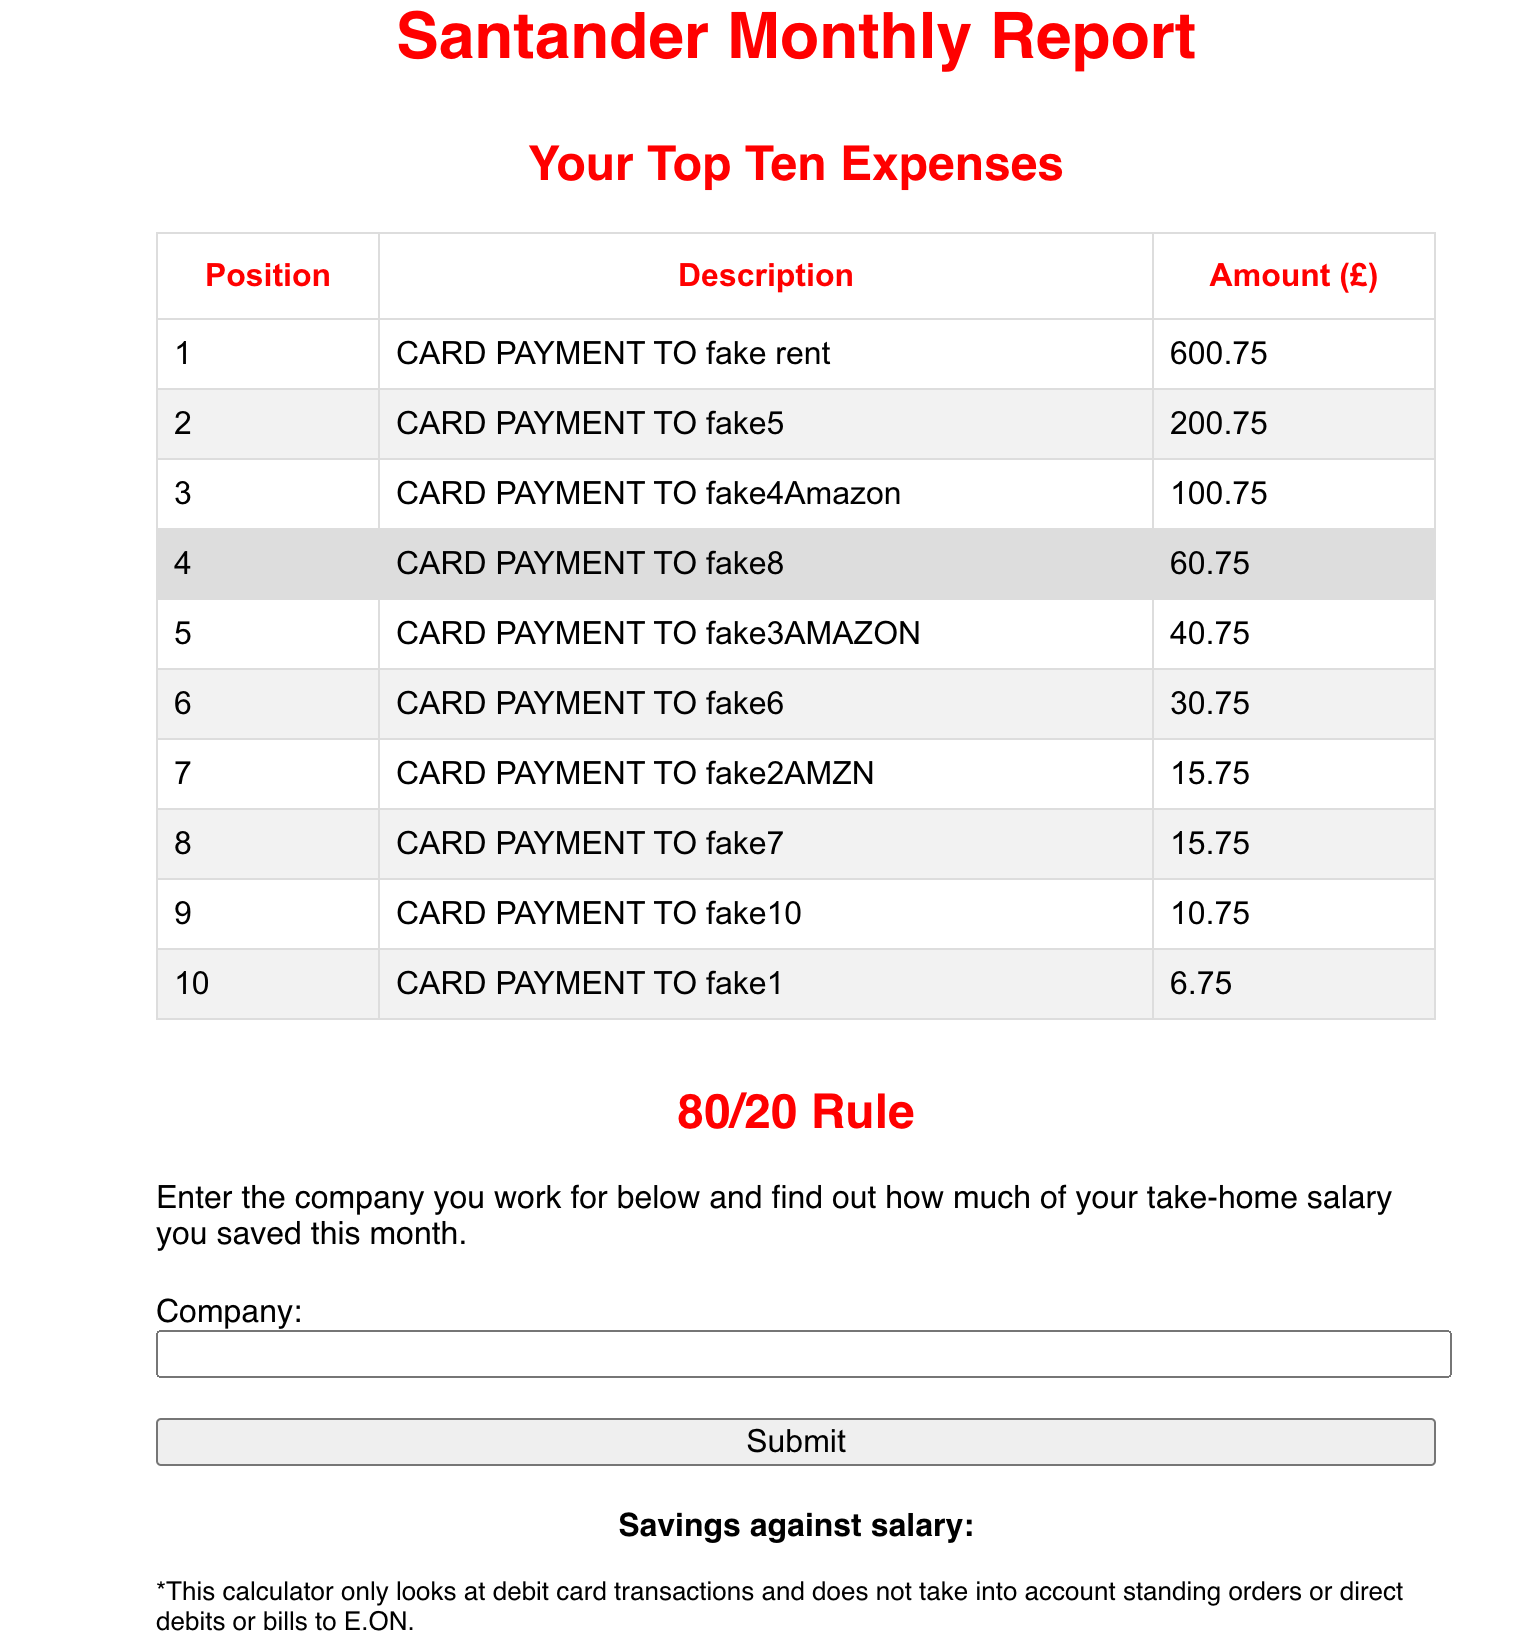 Santander Monthly Report
Your Top Ten Expenses
Position Description Amount (£)
1 CARD PAYMENT TO fake rent 600.75
2 CARD PAYMENT TO fake5 200.75
3 CARD PAYMENT TO fake4Amazon 100.75
4 CARD PAYMENT TO fake8 60.75
5 CARD PAYMENT TO fake3AMAZON 40.75
6 CARD PAYMENT TO fake6 30.75
7 CARD PAYMENT TO fake2AMZN 15.75
8 CARD PAYMENT TO fake7 15.75
9 CARD PAYMENT TO fake10 10.75
10 CARD PAYMENT TO fake1 6.75
80/20 Rule
Enter the company you work for below and find out how much of your take-home salary
you saved this month.
Company:
Submit
Savings against salary:
*This calculator only looks at debit card transactions and does not take into account standing orders or direct
debits or bills to E.ON.